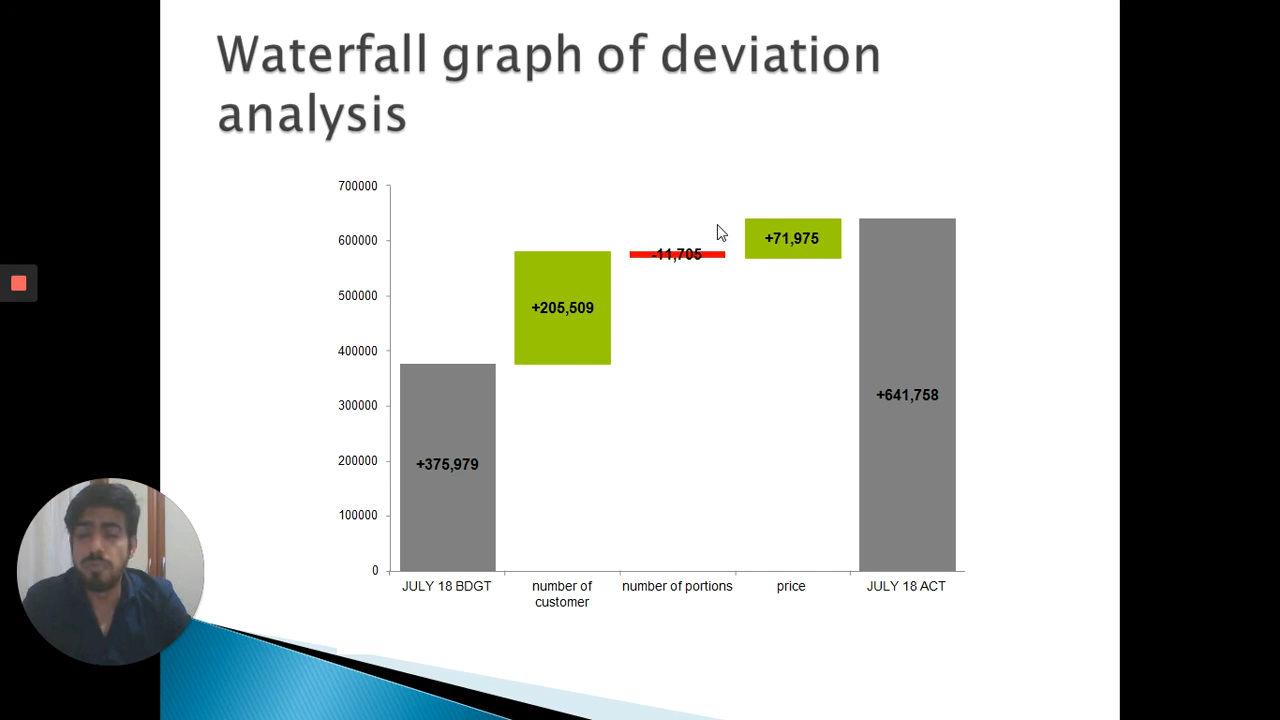 Waterfall graph of deviation
analysis
700000
600000
500000
400000
300000
200000
100000
0
+375,979
+205,509
-11,705
+71,975
+641,758
JULY 18 BDGT
number of
customer
number of portions
price
JULY 18 ACT